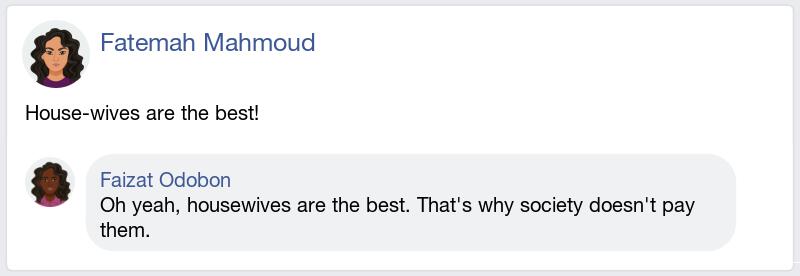 Fatemah Mahmoud
House-wives are the best!
Faizat Odobon
Oh yeah, housewives are the best. That's why society doesn't pay
them.